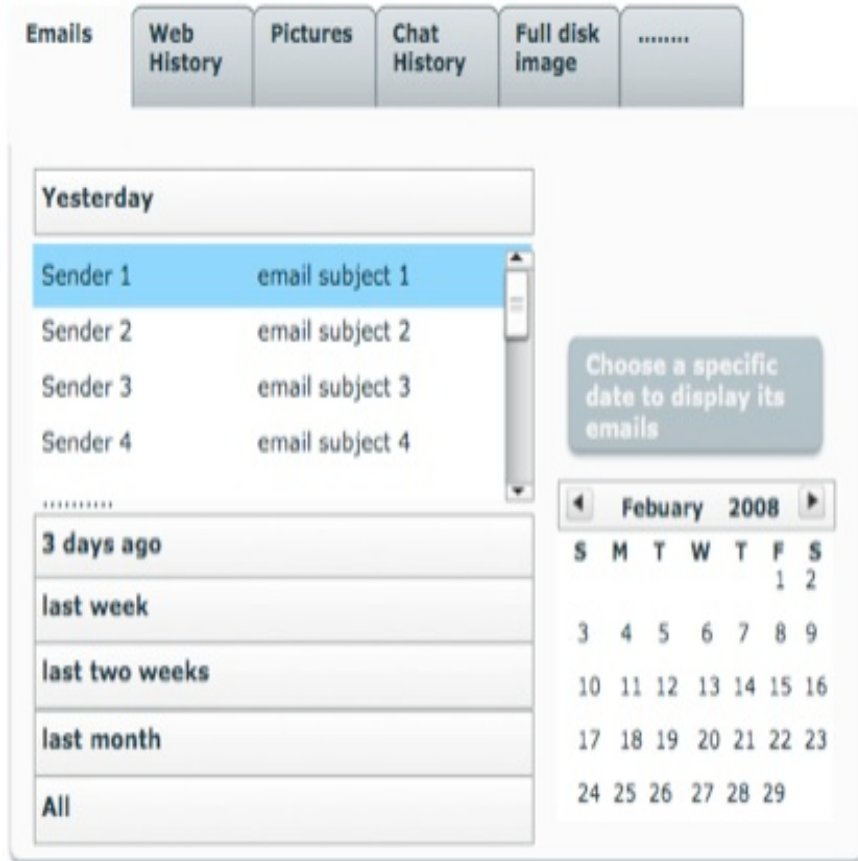 Emails
Web History
Pictures
Chat History
Full disk image
........
Yesterday
Sender 1 email subject 1
Sender 2 email subject 2
Sender 3 email subject 3
Sender 4 email subject 4
..........
3 days ago
last week
last two weeks
last month
All
Choose a specific
date to display its
emails
Febuary 2008
S M T W T F S
1 2
3 4 5 6 7 8 9
10 11 12 13 14 15 16
17 18 19 20 21 22 23
24 25 26 27 28 29